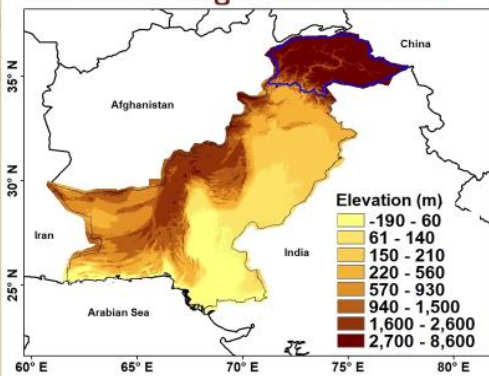 China
35° N
Afghanistan
30° N
Elevation (m)
-190 - 60
Iran
61 - 140
India
150 - 210
220 - 560
25° N
570 - 930
940 - 1,500
Arabian Sea
1,600 - 2,600
2,700 - 8,600
60° E
65° E
70° E
75° E
80° E